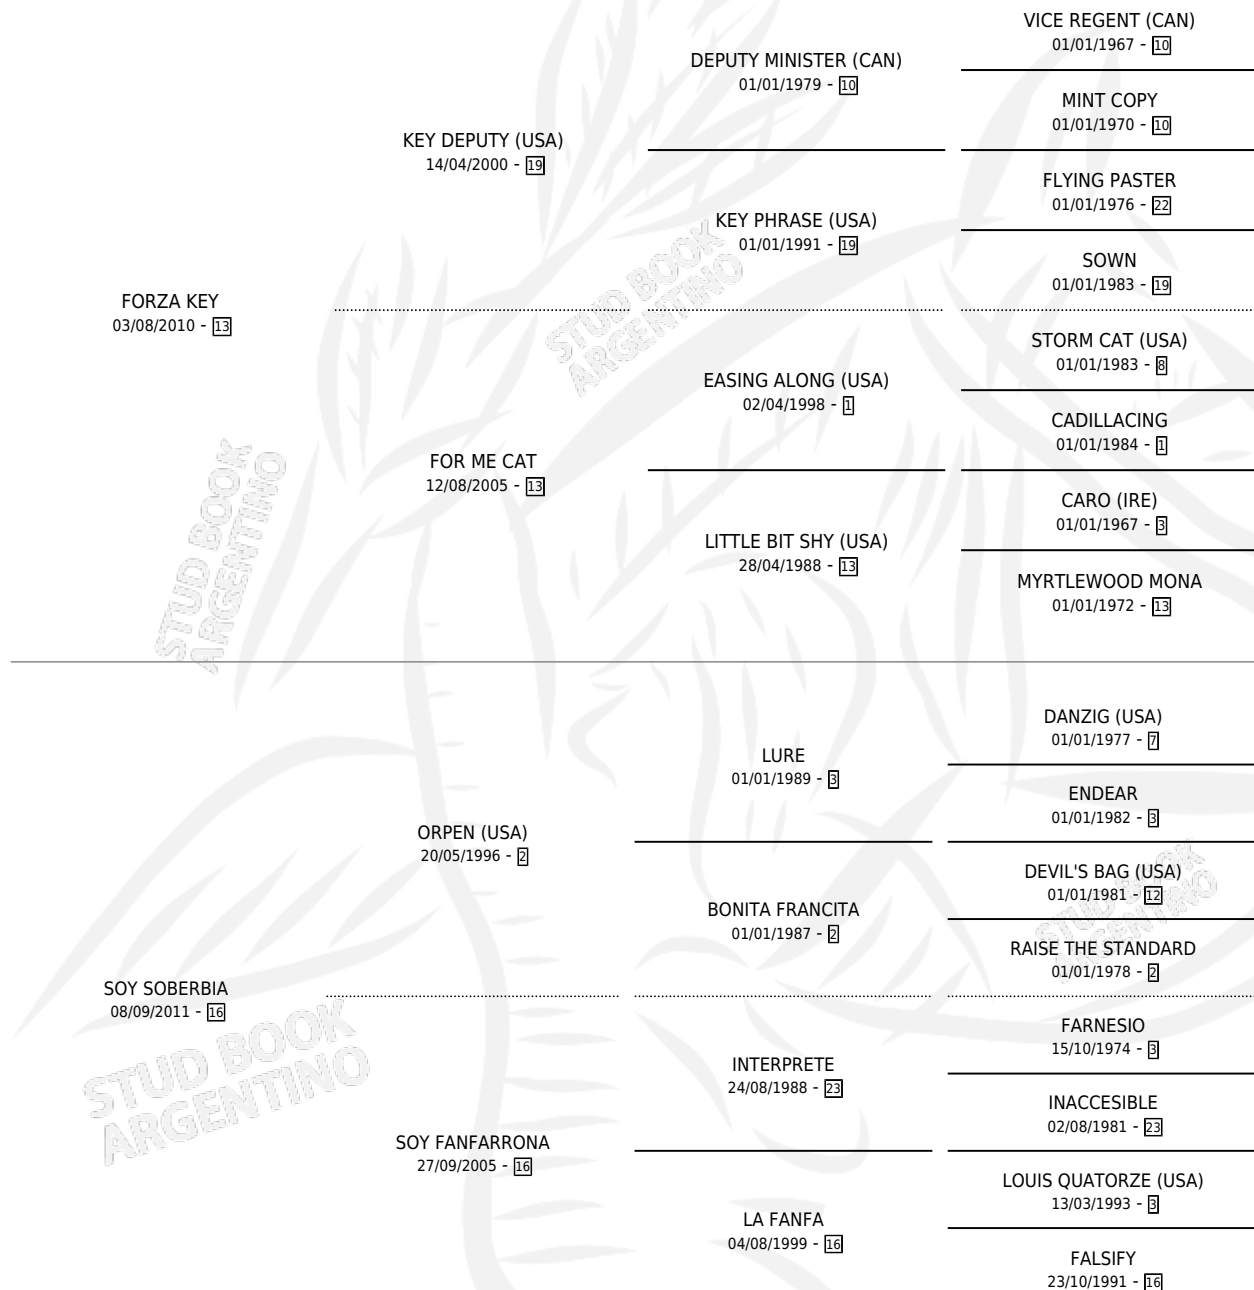 VICE REGENT (CAN)
01/01/1967 - 10
DEPUTY MINISTER (CAN)
01/01/1979 - 10
MINT COPY
01/01/1970 - 10
KEY DEPUTY (USA)
14/04/2000 - 19
FLYING PASTER
01/01/1976 - 22
KEY PHRASE (USA)
01/01/1991 - 19
SOWN
01/01/1983 - 19
FORZA KEY
03/08/2010 - 13
STORM CAT (USA)
01/01/1983 - 8
EASING ALONG (USA)
02/04/1998 - 1
CADILLACING
01/01/1984 - 1
FOR ME CAT
12/08/2005 - 13
CARO (IRE)
01/01/1967 - 3
LITTLE BIT SHY (USA)
28/04/1988 - 13
MYRTLEWOOD MONA
01/01/1972 - 13
DANZIG (USA)
01/01/1977 - 7
LURE
01/01/1989 - 3
ENDEAR
01/01/1982 - 3
ORPEN (USA)
20/05/1996 - 2
DEVIL'S BAG (USA)
01/01/1981 - 12
BONITA FRANCITA
01/01/1987 - 2
RAISE THE STANDARD
01/01/1978 - 2
SOY SOBERBIA
08/09/2011 - 16
FARNESIO
15/10/1974 - 3
INTERPRETE
24/08/1988 - 23
INACCESIBLE
02/08/1981 - 23
SOY FANFARRONA
27/09/2005 - 16
LOUIS QUATORZE (USA)
13/03/1993 - 3
LA FANFA
04/08/1999 - 16
FALSIFY
23/10/1991 - 16
STUD BOOK
ARGENTINO
STUD BOOK
ARGENTINO
STUD BOOK
ARGENTINO
STUD BOOK
ARGENTINO